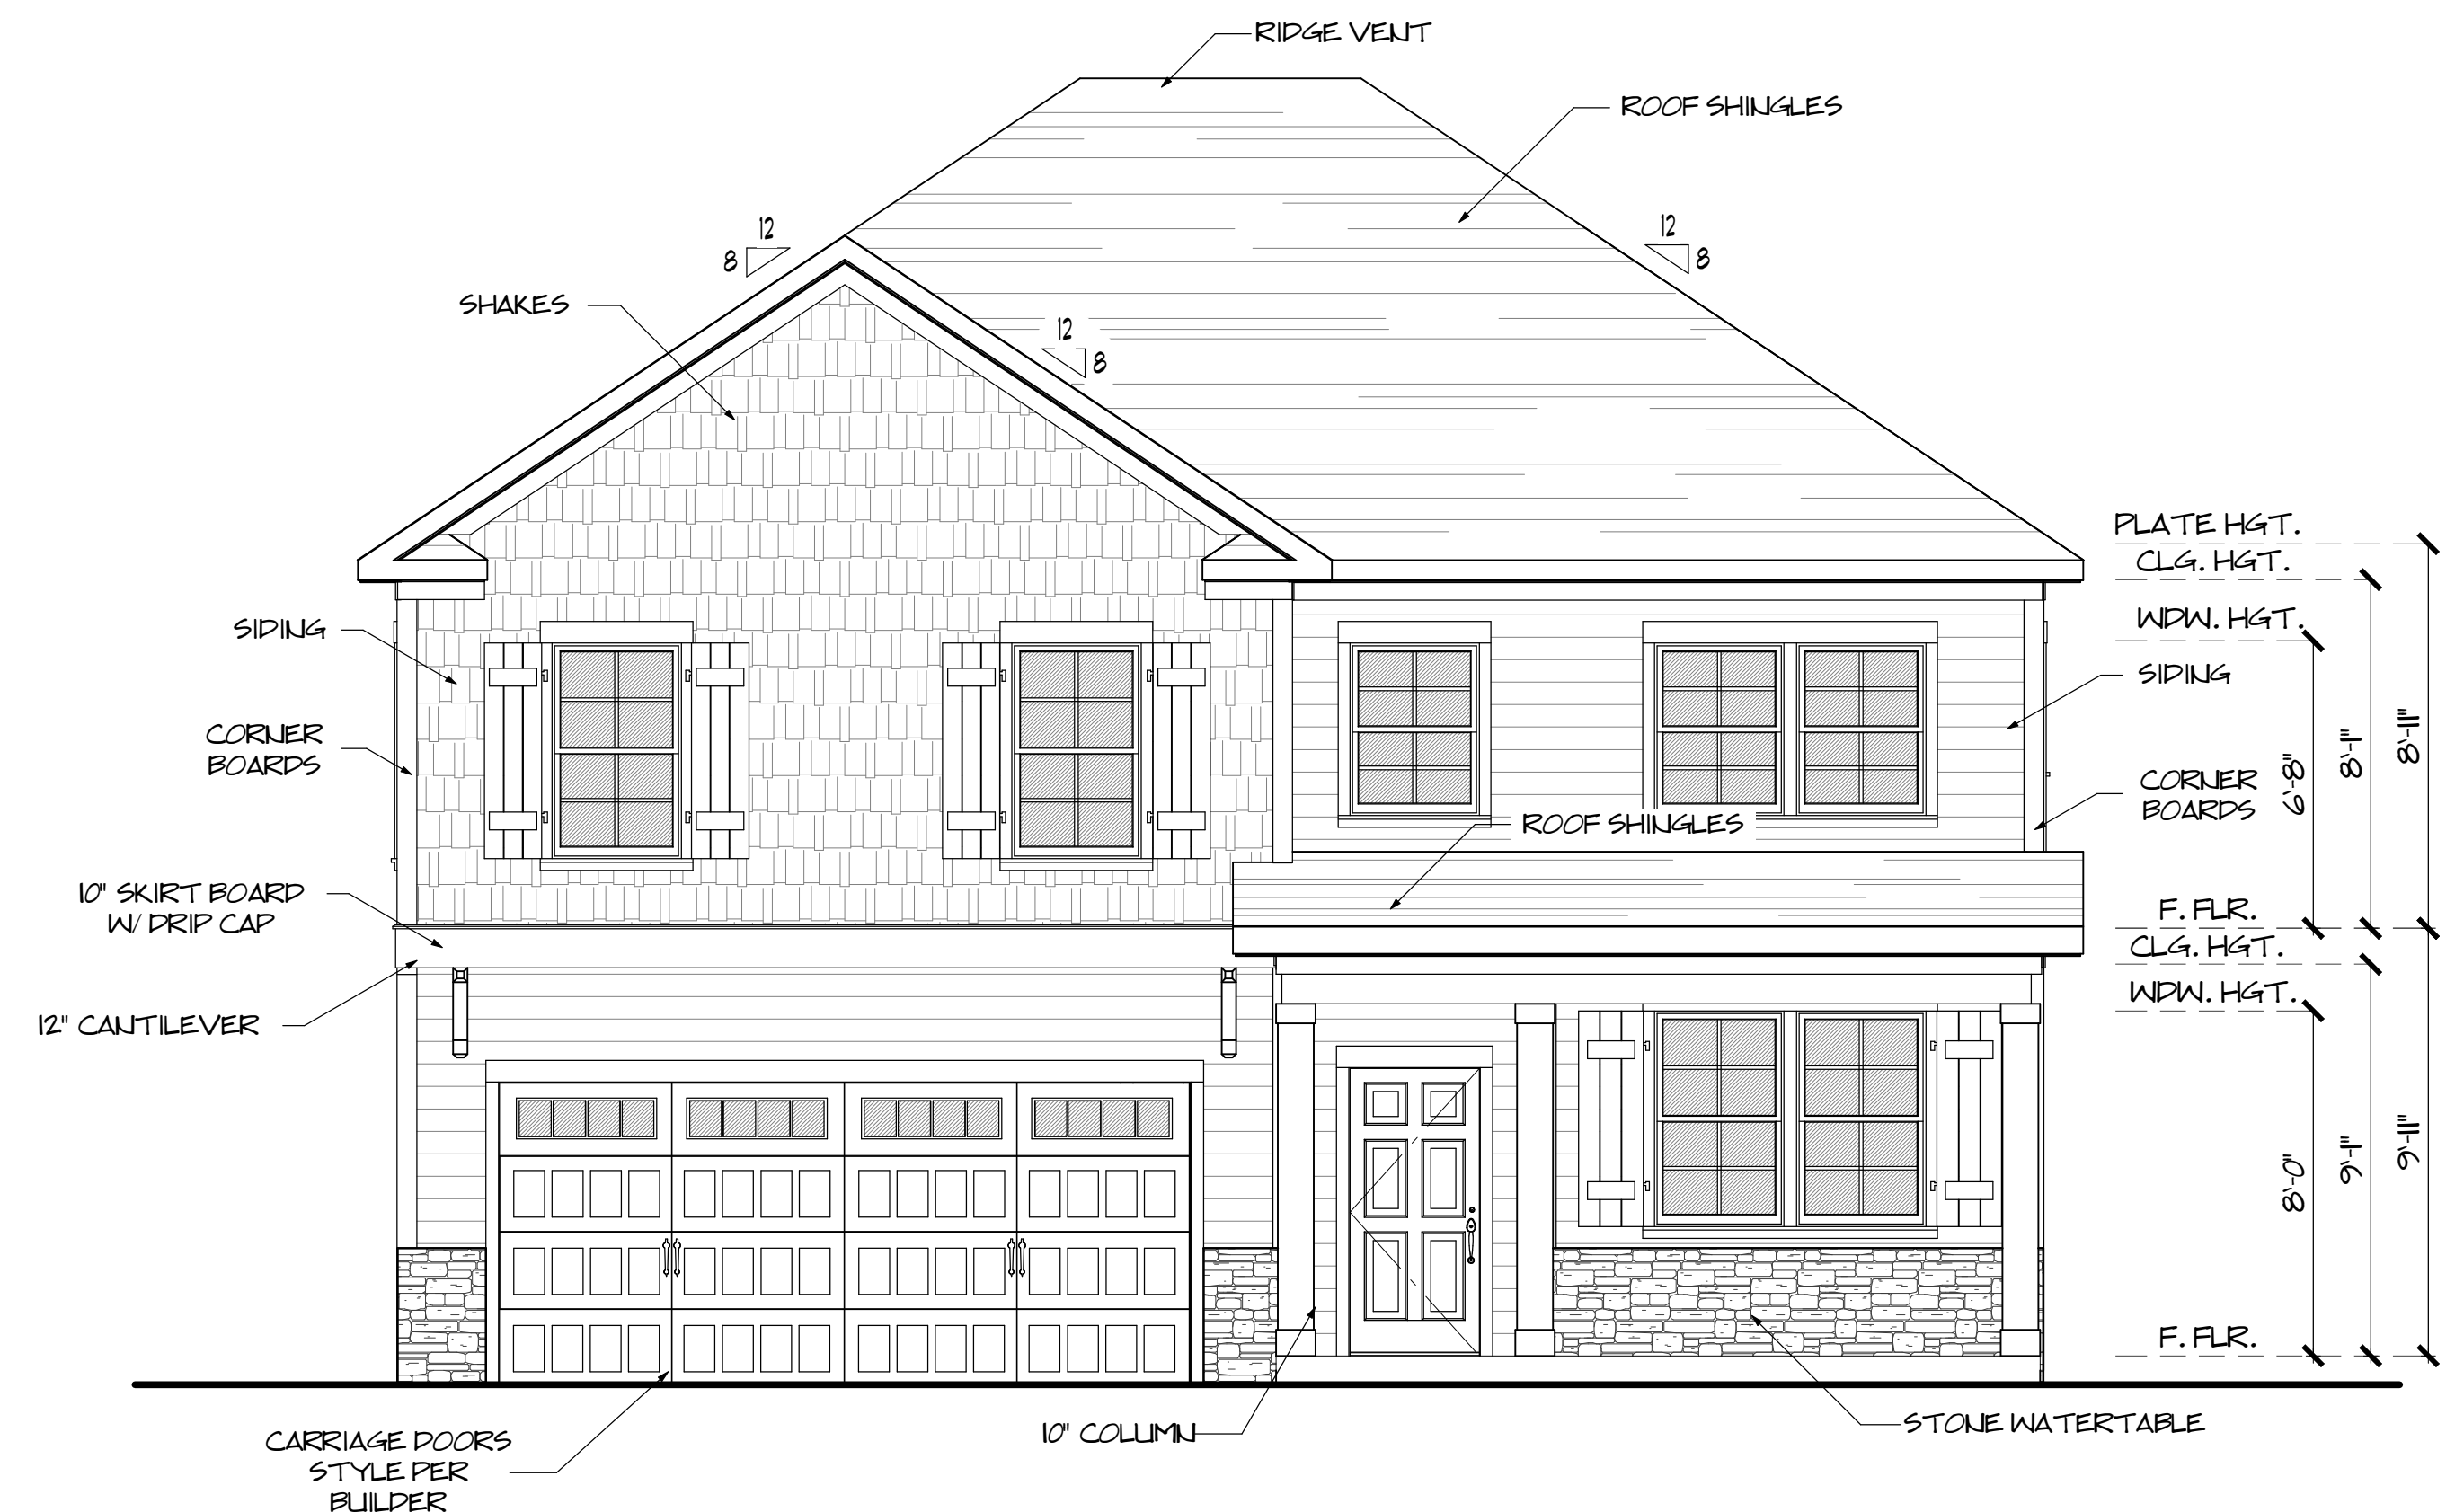 RIDGE VENT
ROOF SHINGLES
12
8
12
8
SHAKES
12
8
PLATE HGT.
CLG. HGT.
WDW. HGT.
SIDING
SIDING
CORNER
BOARDS
CORNER
BOARDS
6'-8"
8'-1"
8'-11"
ROOF SHINGLES
10" SKIRT BOARD
W/ DRIP CAP
F. FLR.
CLG. HGT.
WDW. HGT.
12" CANTILEVER
8'-0"
9'-1"
9'-11"
F. FLR.
10" COLUMN
STONE WATERTABLE
CARRIAGE DOORS
STYLE PER
BUILDER